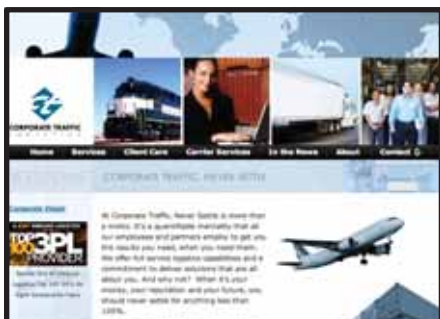 CORPORATE TRAFFIC
LOGISTICS
Home Services Client Care Carrier Services In the News About Contact
CORPORATE TRAFFIC, NEVER SETTLE
Corporate
TOP
100 3PL
PROVIDER
At Corporate Traffic, Never Settle is more than
a motto. It's a quantifiable mentality that all
our employees and partners employ to get you
the results you need, when you need them.
We offer full service logistics capabilities and a
commitment to deliver solutions that are all
about you. And why not? When it's your
money, your reputation and your future, you
should never settle for anything less than
100%.